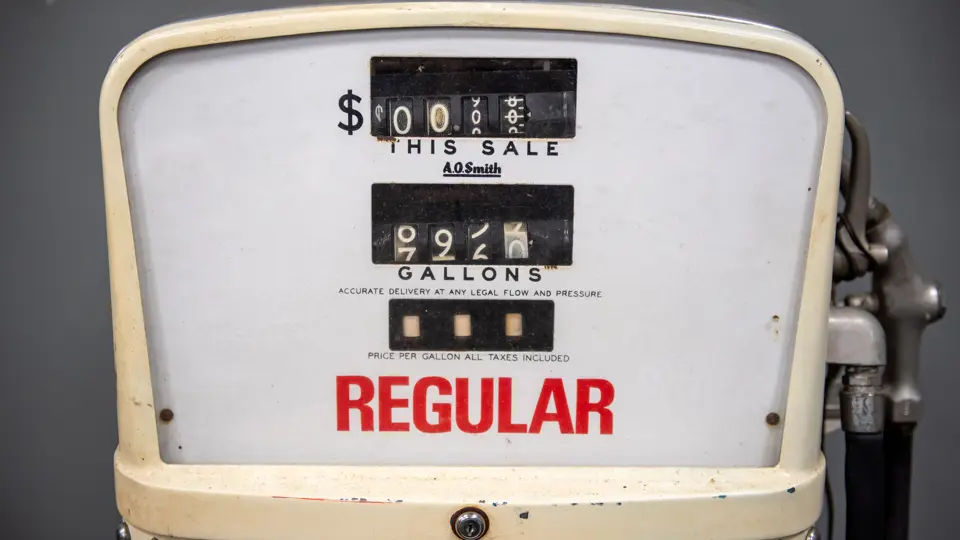 $ 00
THIS SALE
A.O.Smith
GALLONS
ACCURATE DELIVERY AT ANY LEGAL FLOW AND PRESSURE
PRICE PER GALLON ALL TAXES INCLUDED
REGULAR